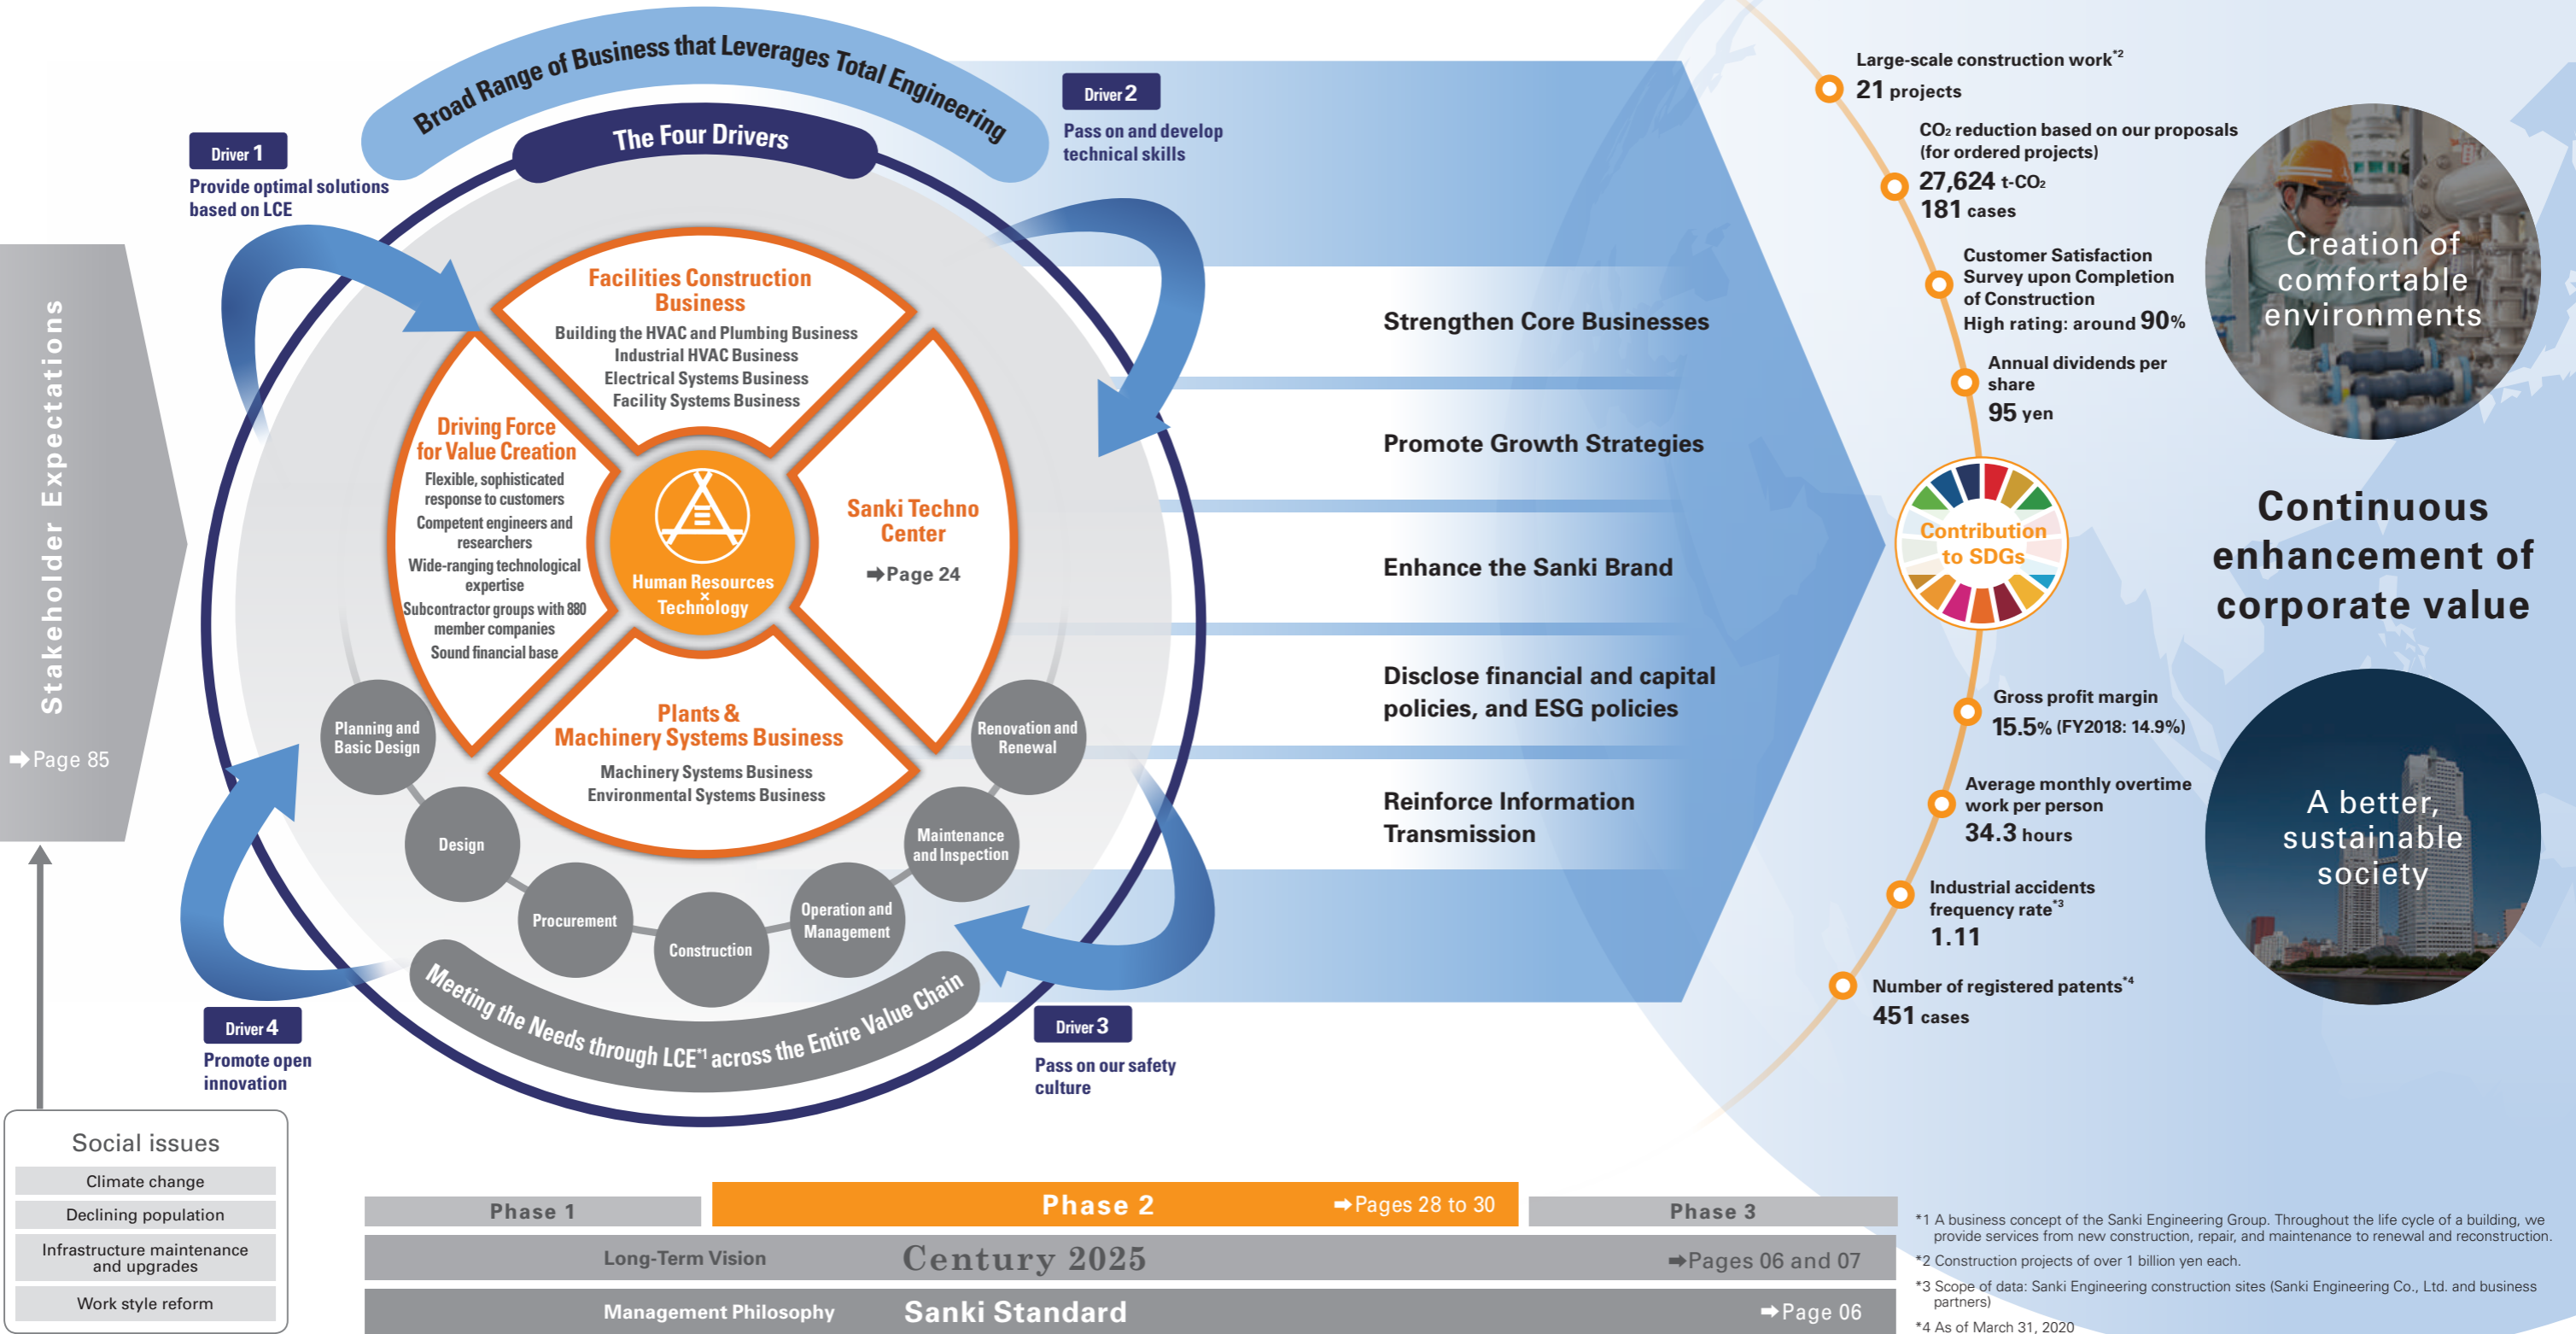 Broad Range of Business that Leverages Total Engineering
The Four Drivers
Driver 1
Provide optimal solutions
based on LCE
Driver 2
Pass on and develop
technical skills
Stakeholder Expectations
➡Page 85
Facilities Construction
Business
Building the HVAC and Plumbing Business
Industrial HVAC Business
Electrical Systems Business
Facility Systems Business
Driving Force
for Value Creation
Flexible, sophisticated
response to customers
Competent engineers and
researchers
Wide-ranging technological
expertise
Subcontractor groups with 880
member companies
Sound financial base
Human Resources
×
Technology
Sanki Techno
Center
➡Page 24
Plants &
Machinery Systems Business
Machinery Systems Business
Environmental Systems Business
Planning and
Basic Design
Design
Procurement
Construction
Operation and
Management
Maintenance
and Inspection
Renovation and
Renewal
Meeting the Needs through LCE*1 across the Entire Value Chain
Driver 4
Promote open
innovation
Driver 3
Pass on our safety
culture
Strengthen Core Businesses
Promote Growth Strategies
Enhance the Sanki Brand
Disclose financial and capital
policies, and ESG policies
Reinforce Information
Transmission
Large-scale construction work*2
21 projects
CO2 reduction based on our proposals
(for ordered projects)
27,624 t-CO2
181 cases
Customer Satisfaction
Survey upon Completion
of Construction
High rating: around 90%
Annual dividends per
share
95 yen
Contribution
to SDGs
Gross profit margin
15.5% (FY2018: 14.9%)
Average monthly overtime
work per person
34.3 hours
Industrial accidents
frequency rate*3
1.11
Number of registered patents*4
451 cases
Creation of
comfortable
environments
Continuous
enhancement of
corporate value
A better,
sustainable
society
Social issues
Climate change
Declining population
Infrastructure maintenance
and upgrades
Work style reform
Phase 1
Phase 2
➡Pages 28 to 30
Phase 3
Long-Term Vision
Century 2025
➡Pages 06 and 07
Management Philosophy
Sanki Standard
➡Page 06
*1 A business concept of the Sanki Engineering Group. Throughout the life cycle of a building, we
provide services from new construction, repair, and maintenance to renewal and reconstruction.
*2 Construction projects of over 1 billion yen each.
*3 Scope of data: Sanki Engineering construction sites (Sanki Engineering Co., Ltd. and business
partners)
*4 As of March 31, 2020